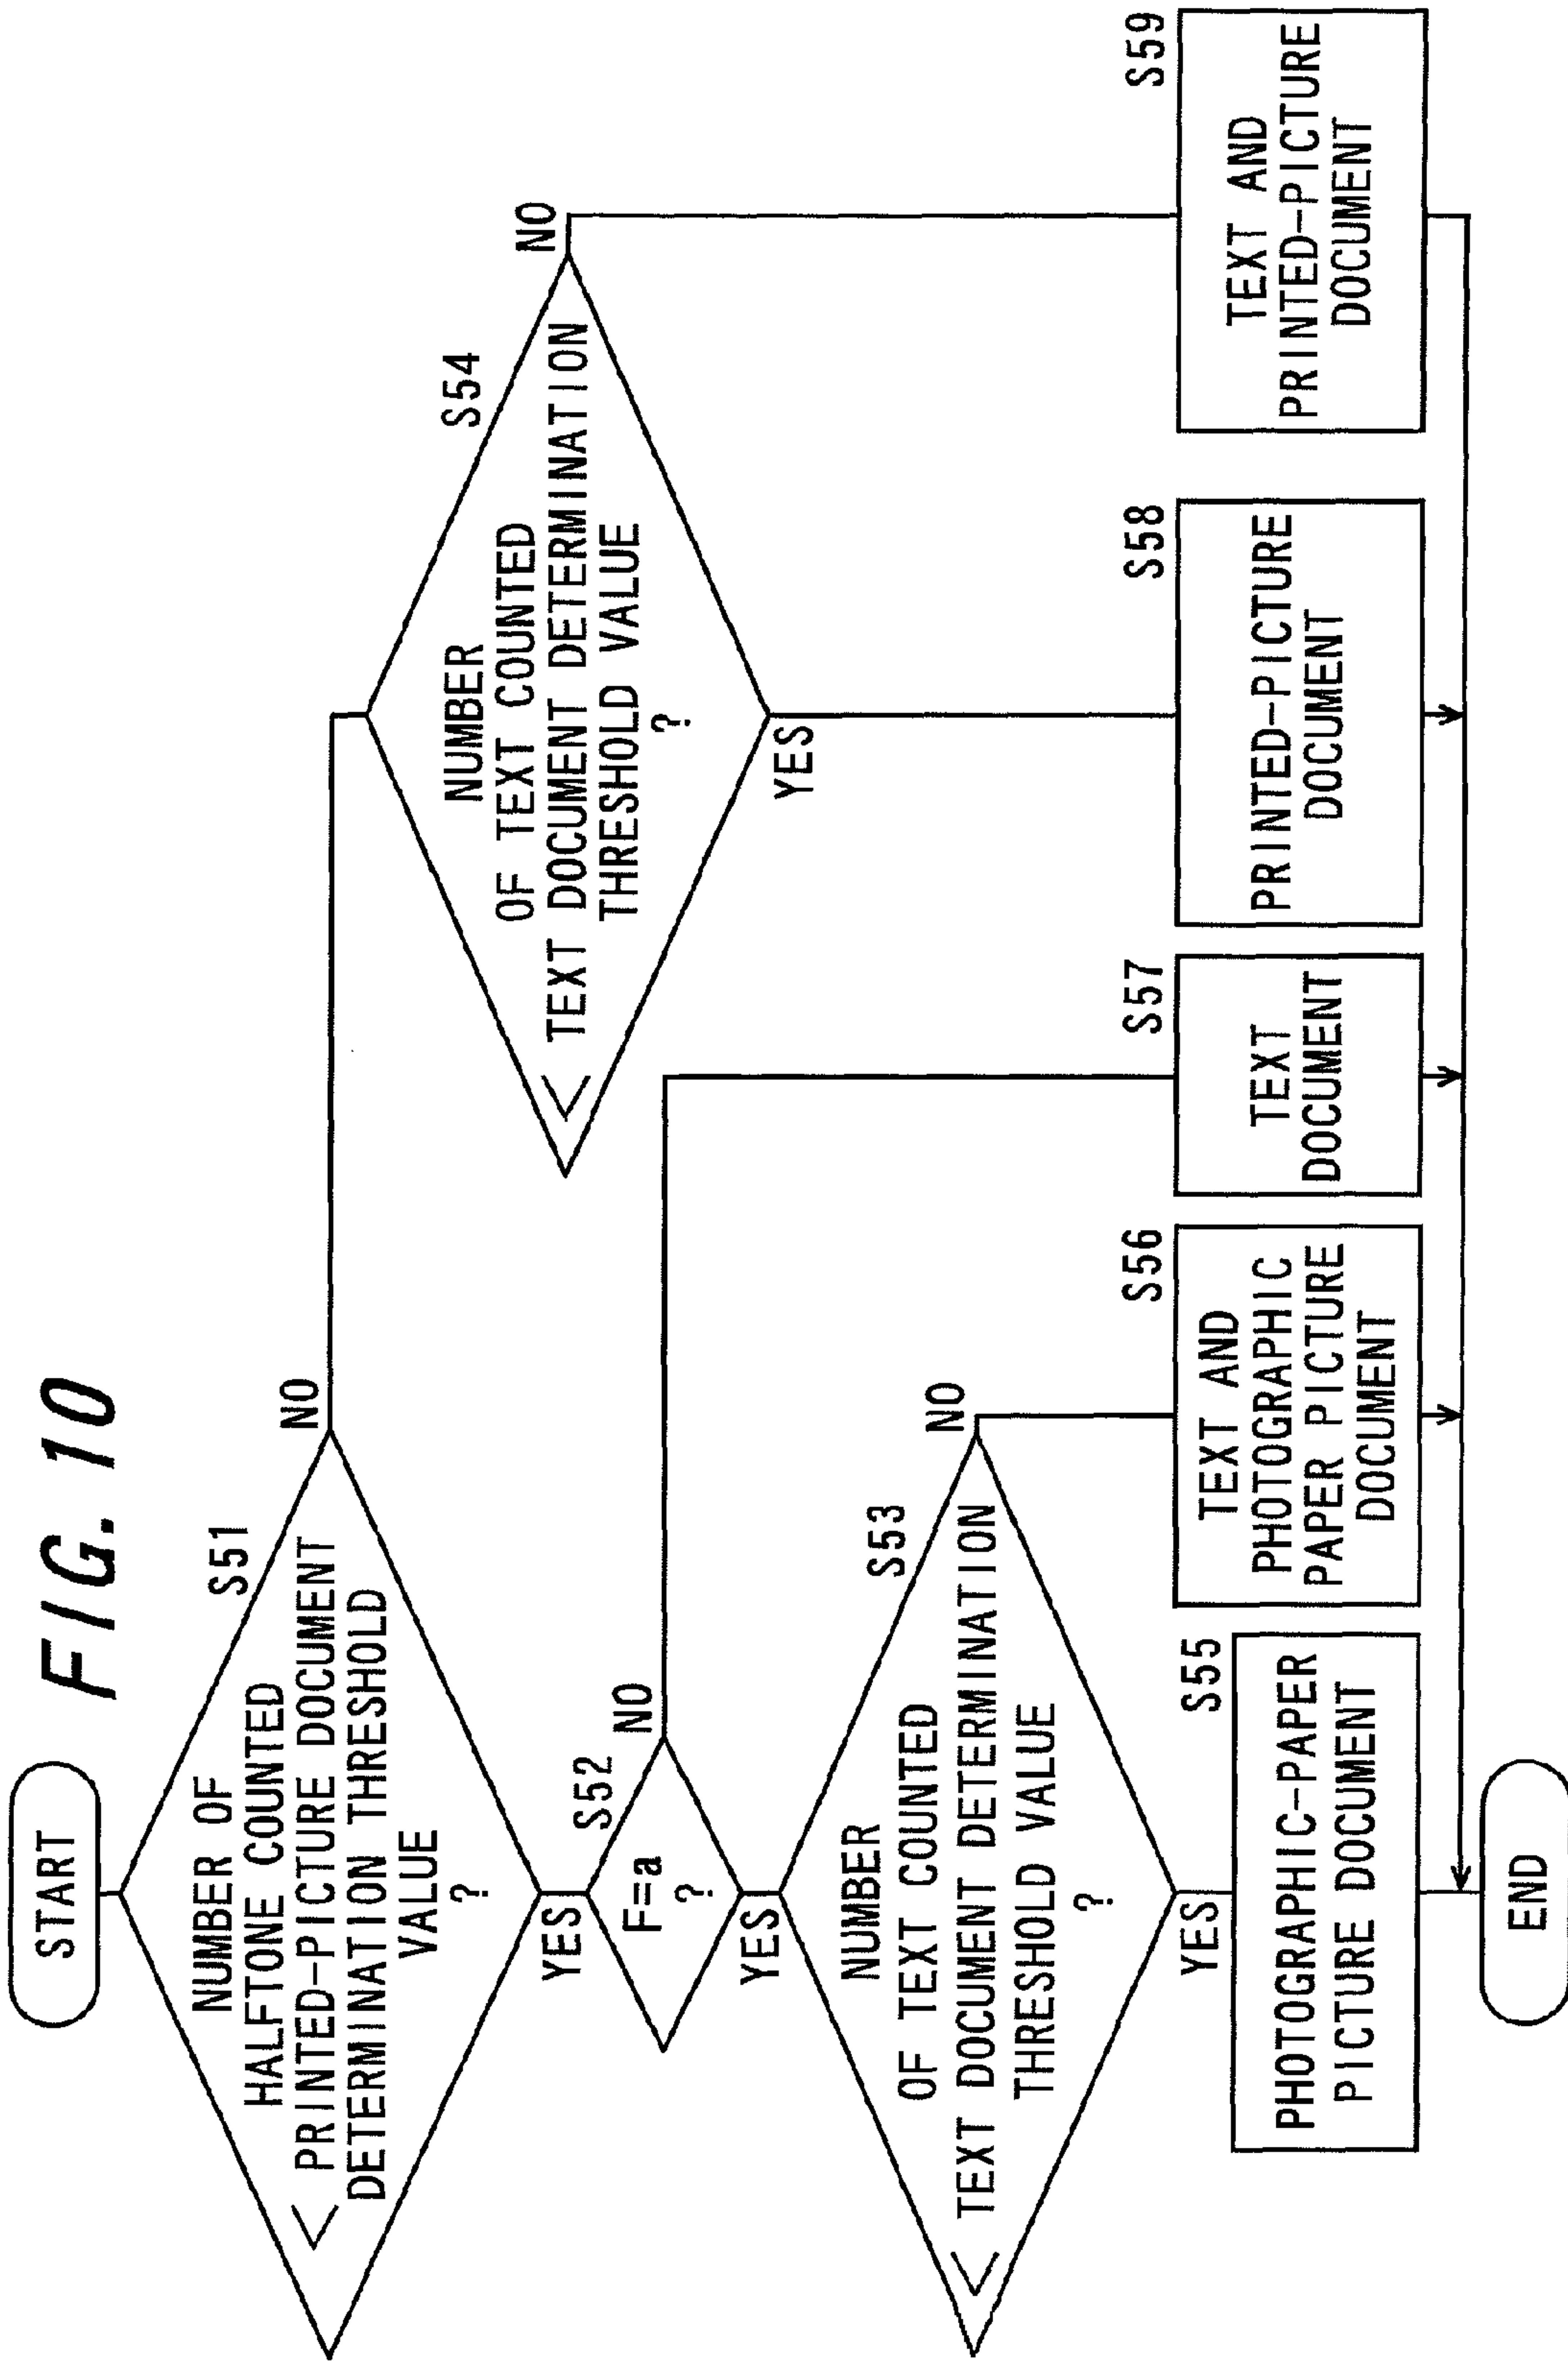 FIG. 10
START
S51
NUMBER OF
HALFTONE COUNTED
< PRINTED-PICTURE DOCUMENT
DETERMINATION THRESHOLD
VALUE
?
NO
YES
S52
F=a
?
NO
YES
S53
NUMBER
OF TEXT COUNTED
< TEXT DOCUMENT DETERMINATION
THRESHOLD VALUE
?
NO
YES
S54
NUMBER
OF TEXT COUNTED
< TEXT DOCUMENT DETERMINATION
THRESHOLD VALUE
?
NO
YES
S55
PHOTOGRAPHIC-PAPER
PICTURE DOCUMENT
S56
TEXT AND
PHOTOGRAPHIC
PAPER PICTURE
DOCUMENT
S57
TEXT
DOCUMENT
S58
PRINTED-PICTURE
DOCUMENT
S59
TEXT AND
PRINTED-PICTURE
DOCUMENT
END